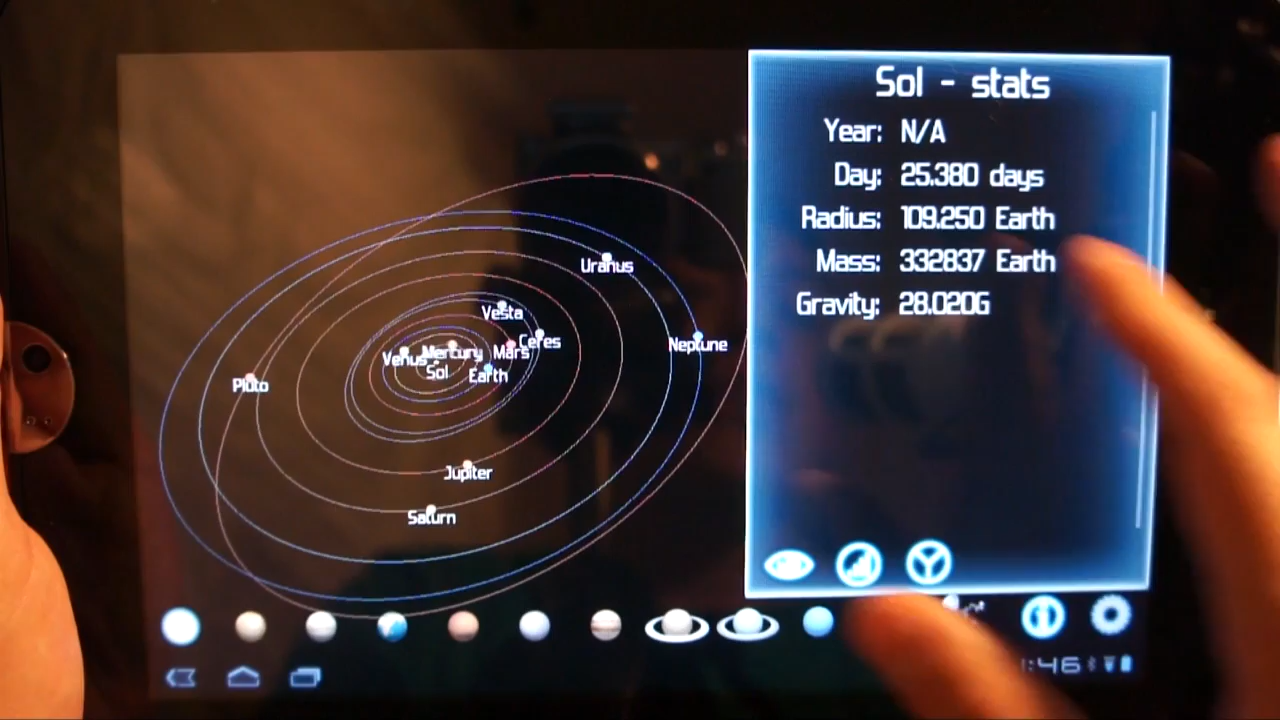 Sol - stats
Year: N/A
Day: 25.380 days
Radius: 109.250 Earth
Mass: 332837 Earth
Gravity: 28.020G
Uranus
Vesta
Ceres
Neptune
Mercury
Mars
Venus
Sol
Earth
Pluto
Jupiter
Saturn
:46